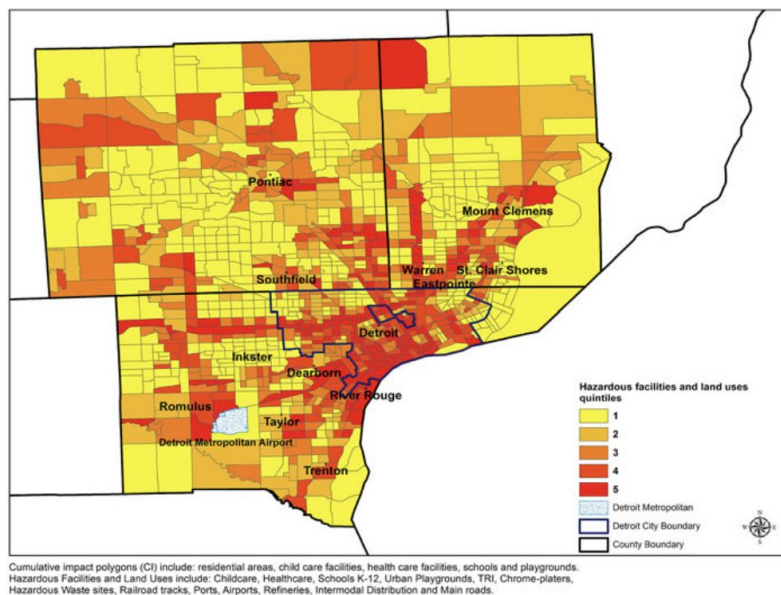 Pontiac
Mount Clemens
Warren
St. Clair Shores
Eastpointe
Southfield
Detroit
Inkster
Dearborn
River Rouge
Romulus
Taylor
Detroit Metropolitan Airport
Trenton
Hazardous facilities and land uses
quintiles
1
2
3
4
5
Detroit Metropolitan
Detroit City Boundary
County Boundary
N
W
E
S
Cumulative impact polygons (CI) include: residential areas, child care facilities, health care facilities, schools and playgrounds.
Hazardous Facilities and Land Uses include: Childcare, Healthcare, Schools K-12, Urban Playgrounds, TRI, Chrome-platers,
Hazardous Waste sites, Railroad tracks, Ports, Airports, Refineries, Intermodal Distribution and Main roads.